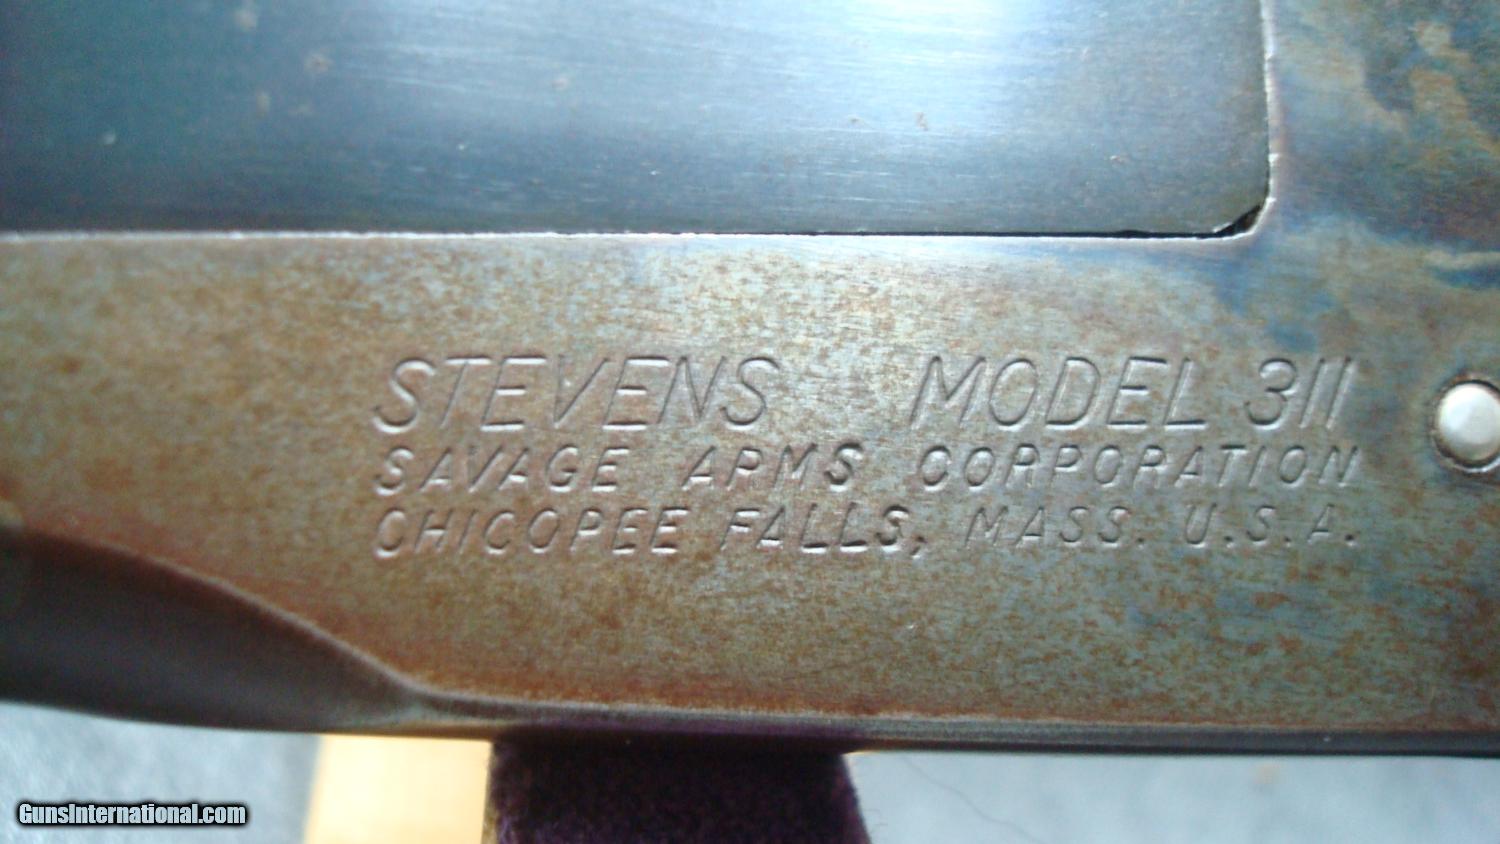 STEVENS MODEL 311
SAVAGE ARMS CORPORATION
CHICOPEE FALLS, MASS. U.S.A.
GunsInternational.com